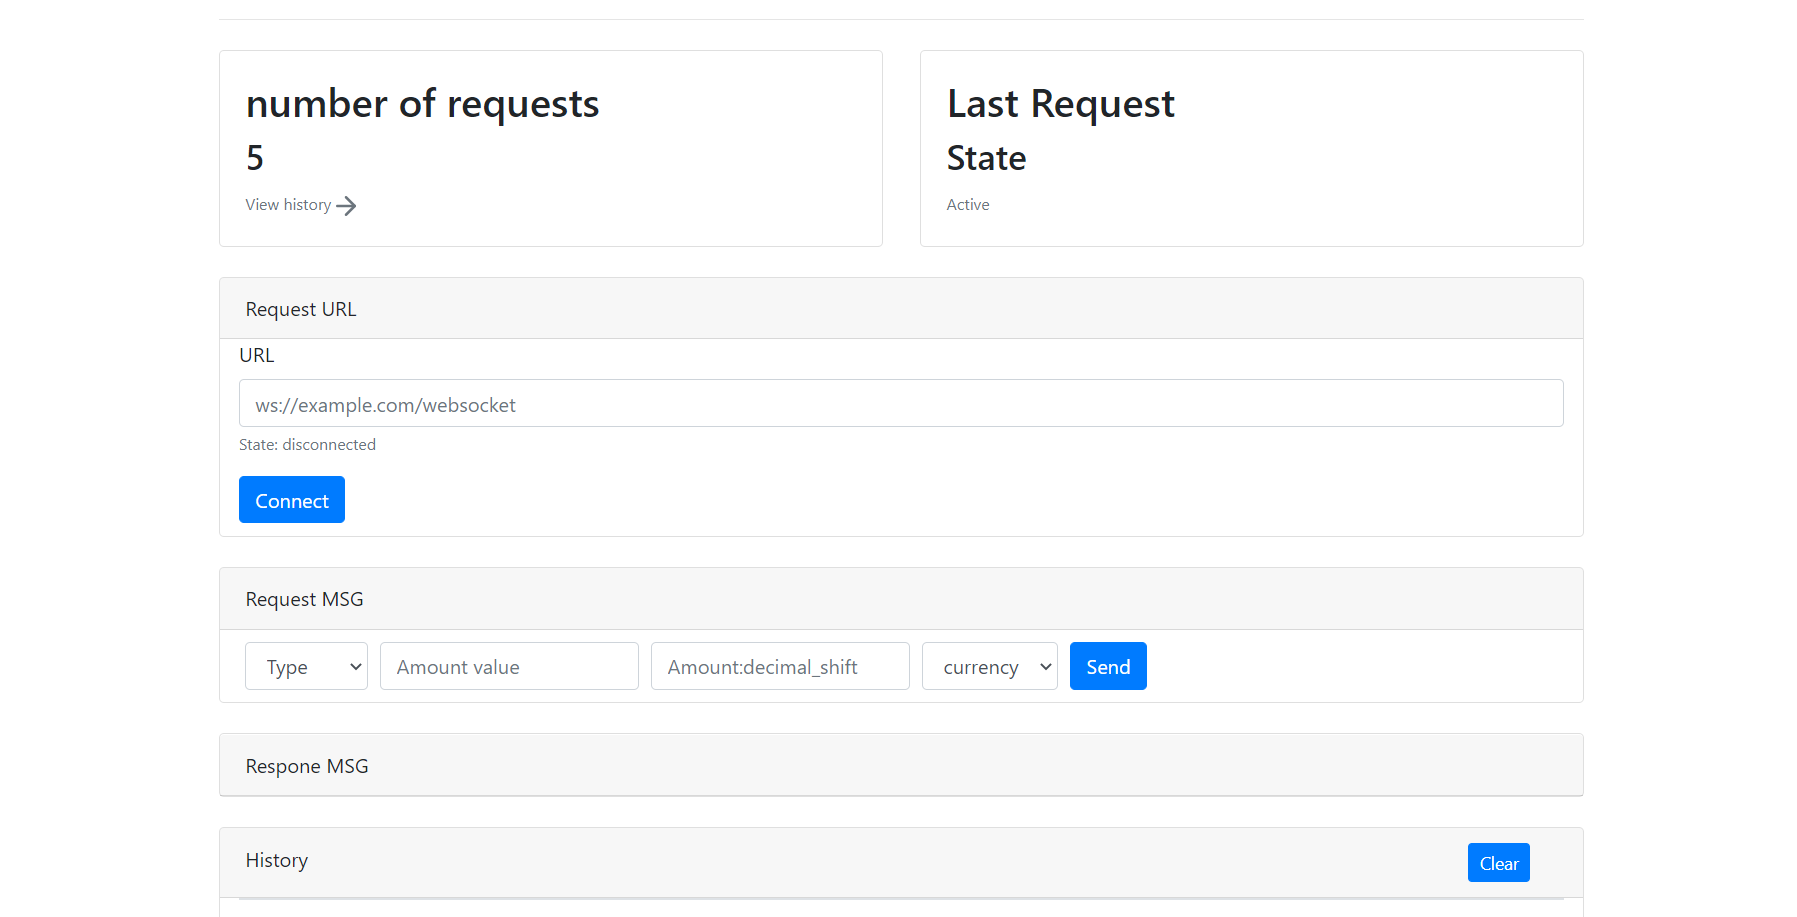 number of requests
5
View history
Last Request
State
Active
Request URL
URL
ws://example.com/websocket
State: disconnected
Connect
Request MSG
Type
Amount value
Amount:decimal_shift
currency
Send
Respone MSG
History
Clear